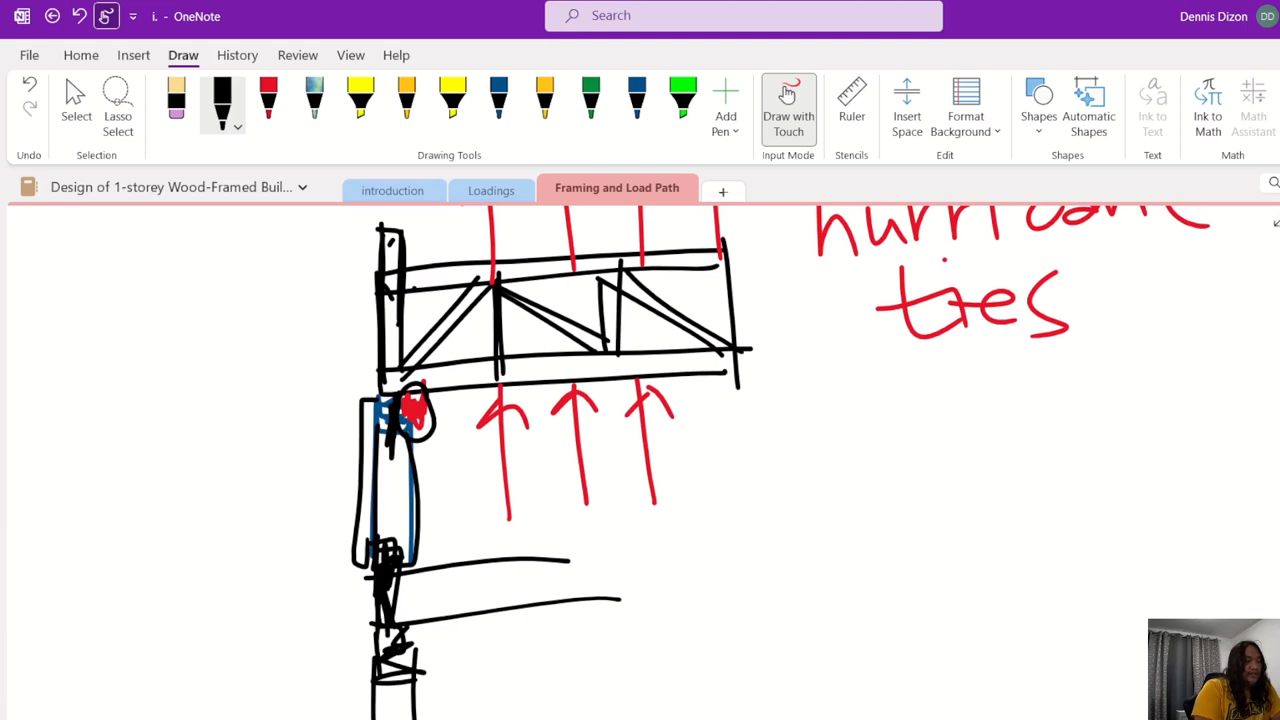 i. - OneNote
Search
Dennis Dizon
DD
File Home Insert Draw History Review View Help
Undo
Select
Lasso Select
Selection
Drawing Tools
Add Pen
Draw with Touch
Input Mode
Ruler
Stencils
Insert Space
Format Background
Edit
Shapes
Automatic Shapes
Shapes
Ink to Text
Text
Ink to Math
Math Assistant
Math
Design of 1-storey Wood-Framed Buil...
introduction
Loadings
Framing and Load Path
hurricane
ties